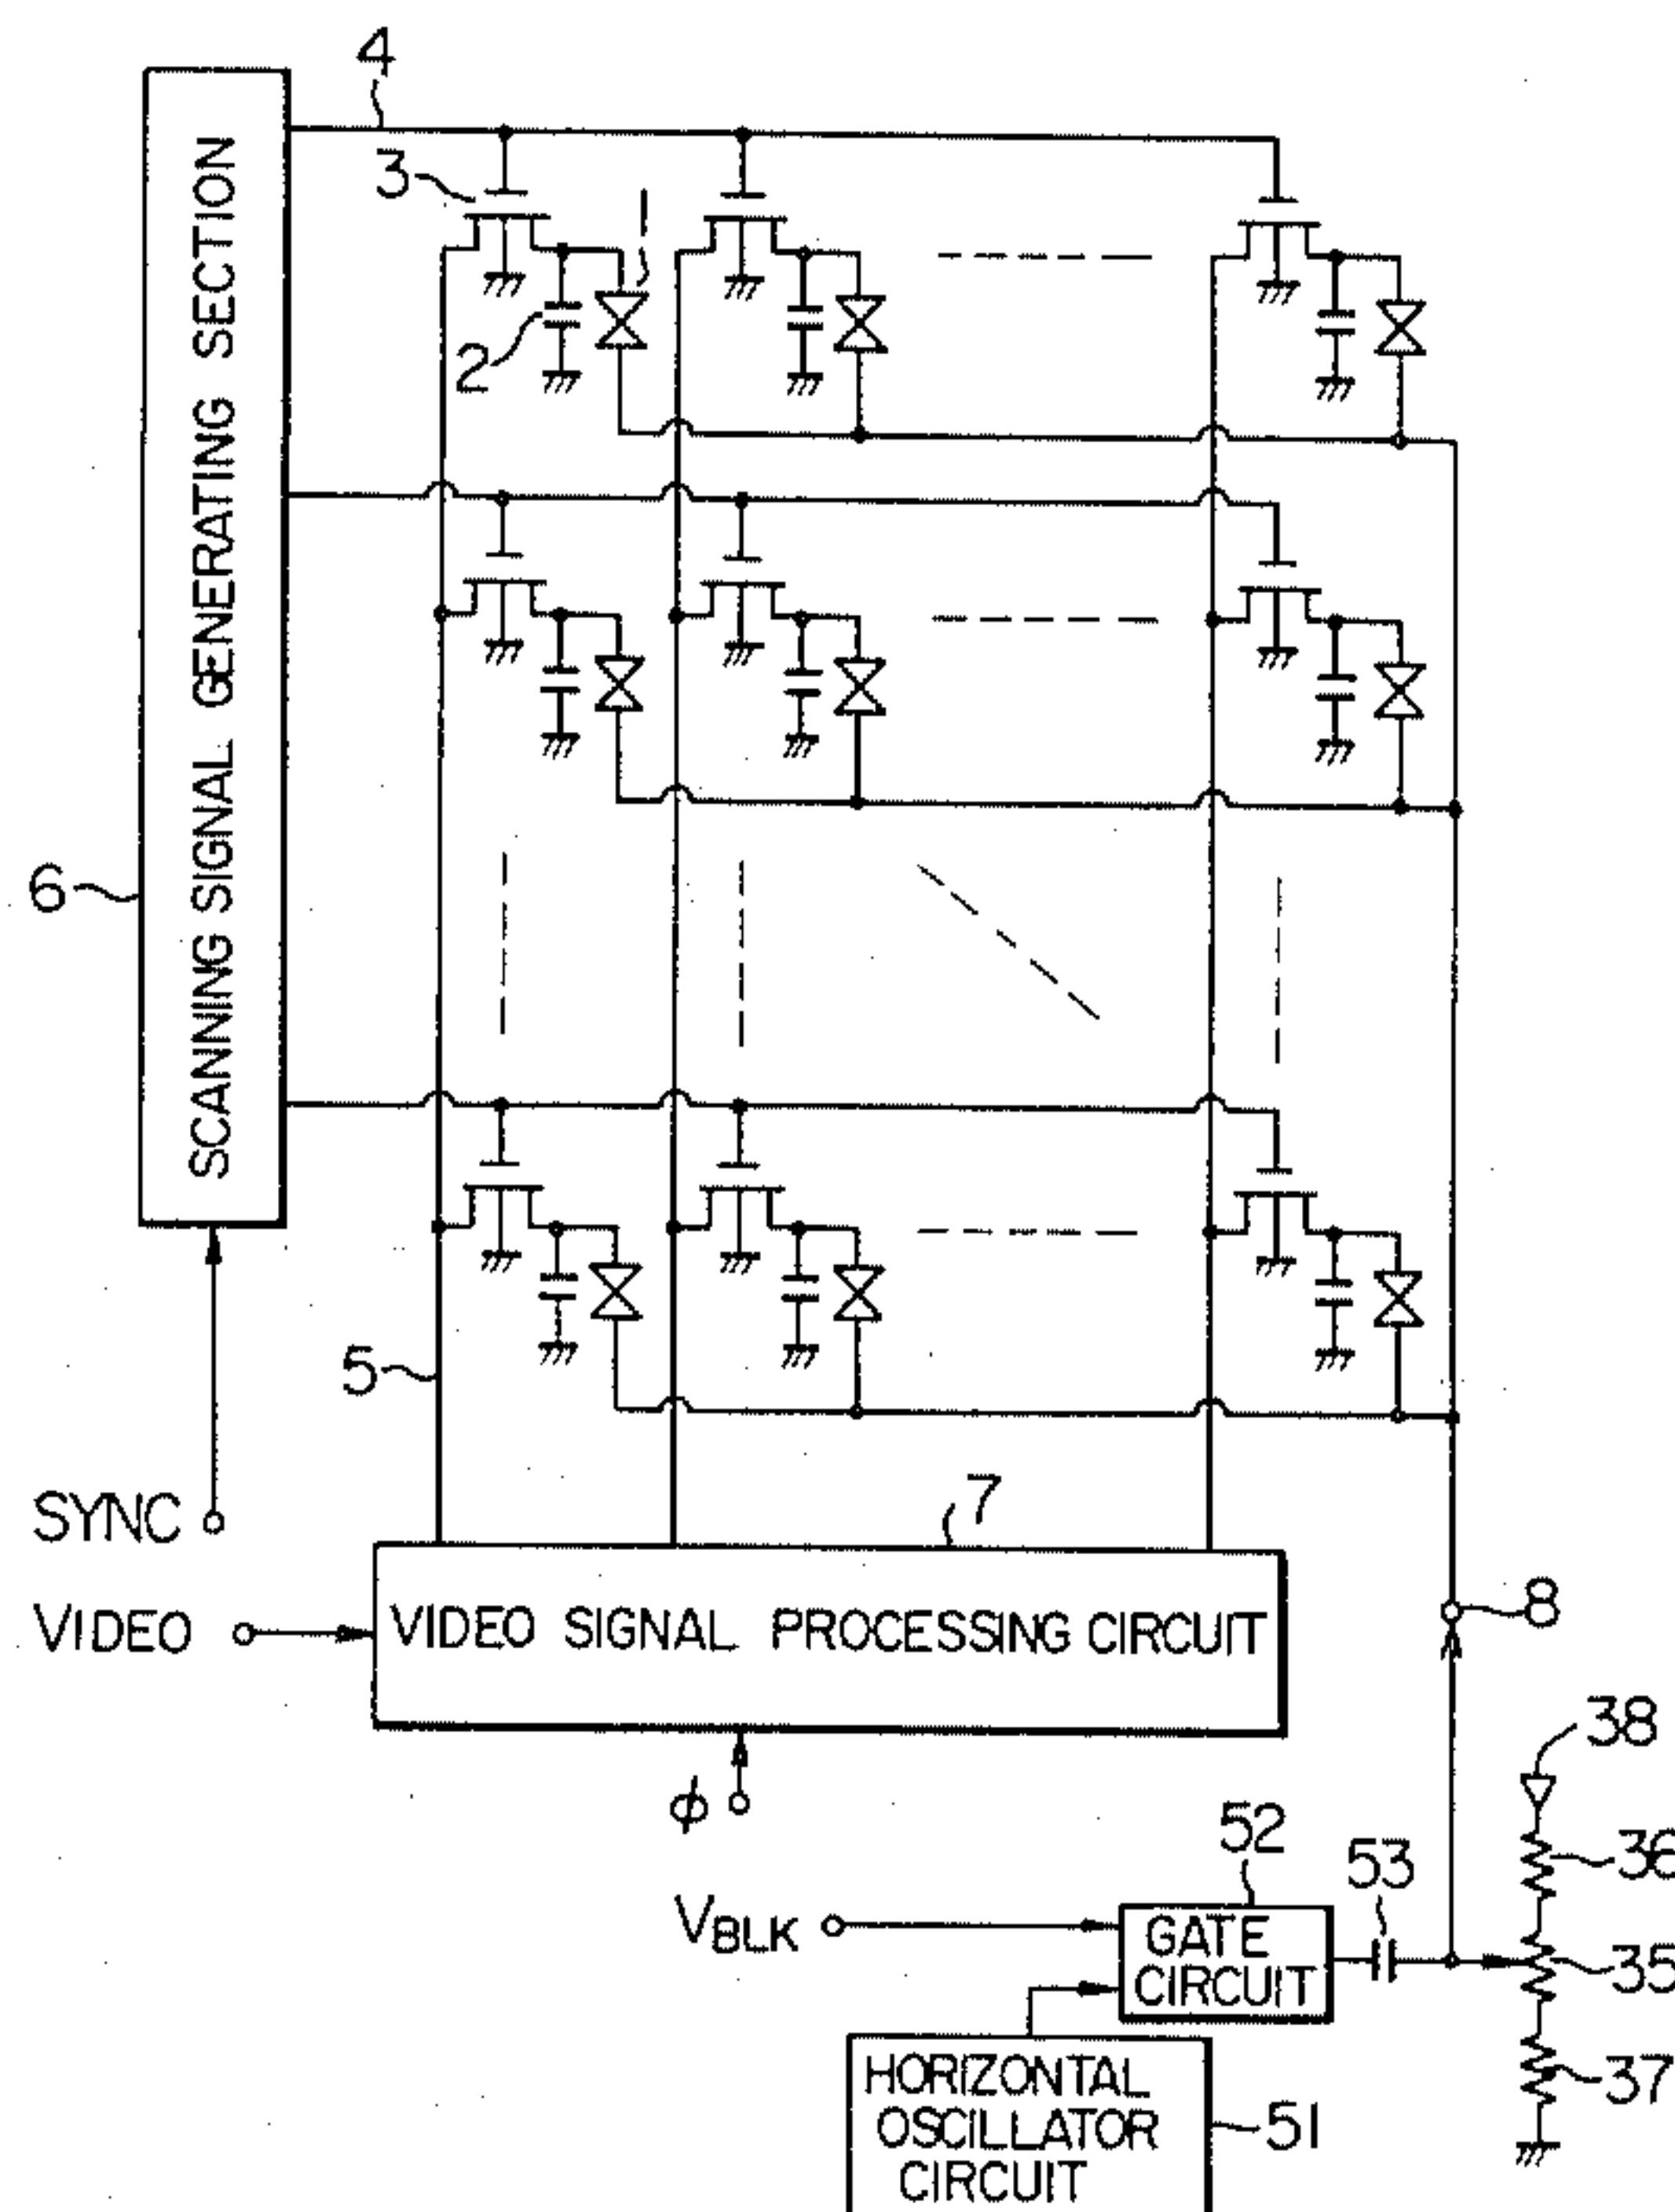 4
3
1
2
SCANNING SIGNAL GENERATING SECTION
6
5
SYNC
7
VIDEO
VIDEO SIGNAL PROCESSING CIRCUIT
8
38
φ
52
53
36
VBLK
GATE
CIRCUIT
35
HORIZONTAL
OSCILLATOR
CIRCUIT
51
37